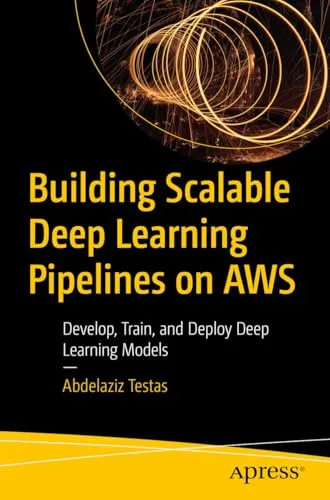 Building Scalable
Deep Learning
Pipelines on AWS
Develop, Train, and Deploy Deep
Learning Models
—
Abdelaziz Testas
Apress®